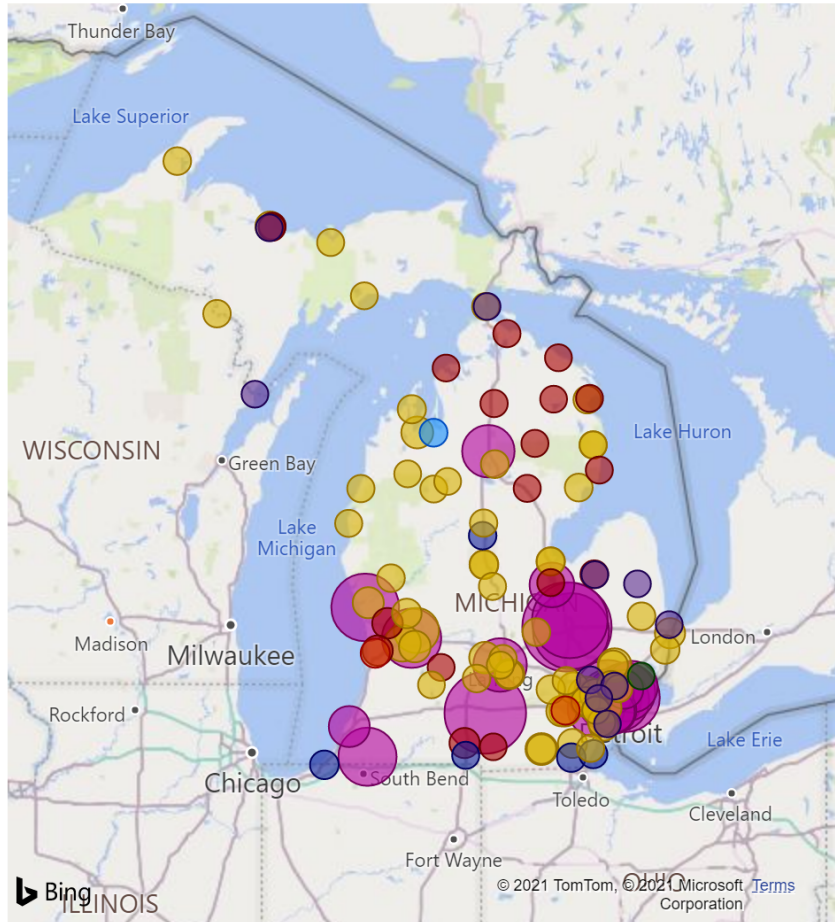 Thunder Bay
Lake Superior
WISCONSIN
Green Bay
Lake Huron
Lake
Michigan
Madison
Milwaukee
London
Rockford
Lake Erie
Chicago
South Bend
Toledo
Cleveland
Fort Wayne
Bing
ILLINOIS
OHIO
© 2021 TomTom, © 2021 Microsoft
Corporation
Terms